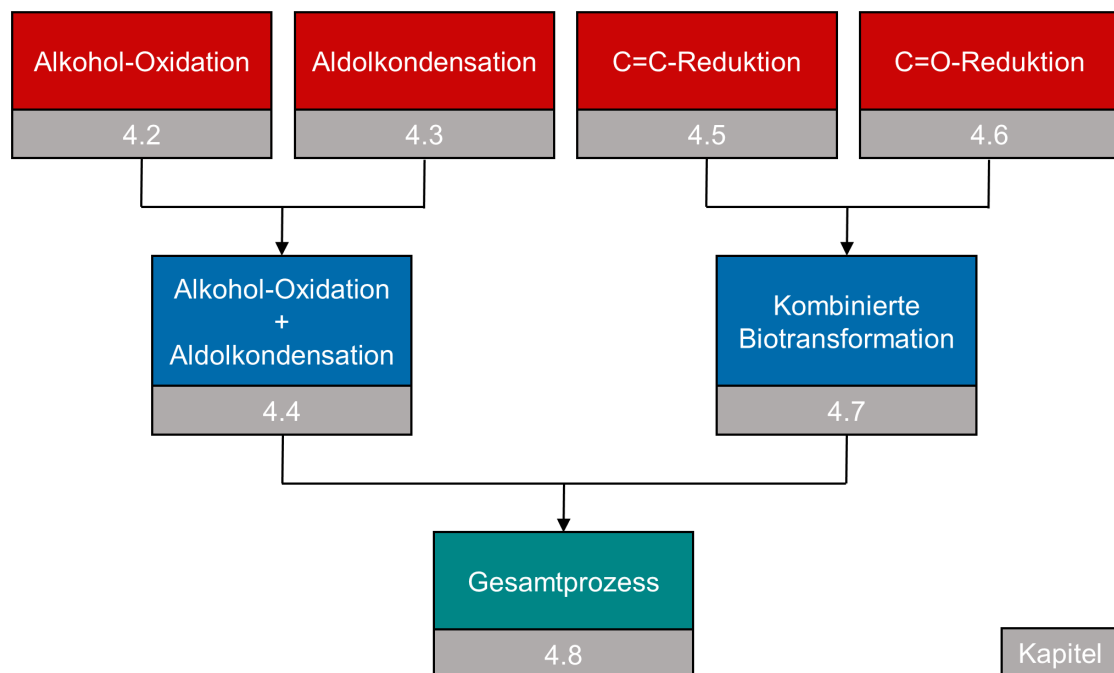 Alkohol-Oxidation
Aldolkondensation
C=C-Reduktion
C=O-Reduktion
4.2
4.3
4.5
4.6
Alkohol-Oxidation
+
Aldolkondensation
Kombinierte
Biotransformation
4.4
4.7
Gesamtprozess
4.8
Kapitel